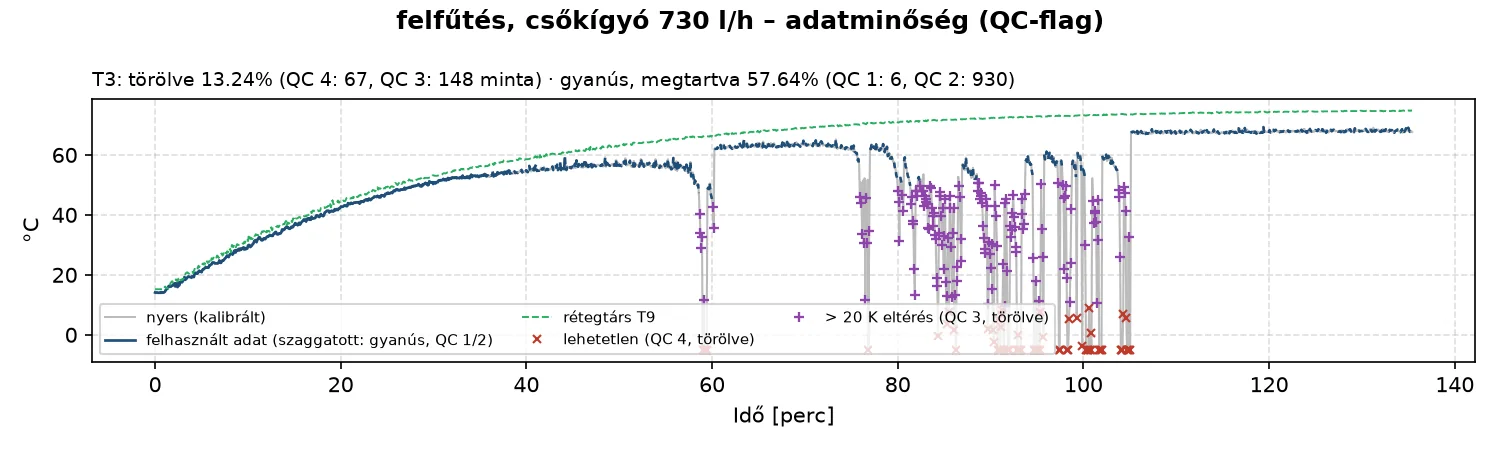 felfűtés, csőkígyó 730 l/h – adatminőség (QC-flag)
T3: törölve 13.24% (QC 4: 67, QC 3: 148 minta) · gyanús, megtartva 57.64% (QC 1: 6, QC 2: 930)
°C
60
40
20
0
nyers (kalibrált)
felhasznált adat (szaggatott: gyanús, QC 1/2)
rétegtárs T9
lehetetlen (QC 4, törölve)
> 20 K eltérés (QC 3, törölve)
0 20 40 60 80 100 120 140
Idő [perc]